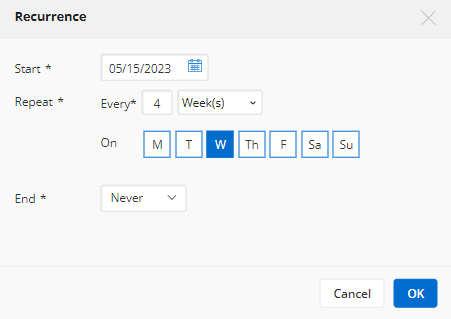 Recurrence
Start * 05/15/2023
Repeat * Every* 4 Week(s)
On M T W Th F Sa Su
End * Never
Cancel OK